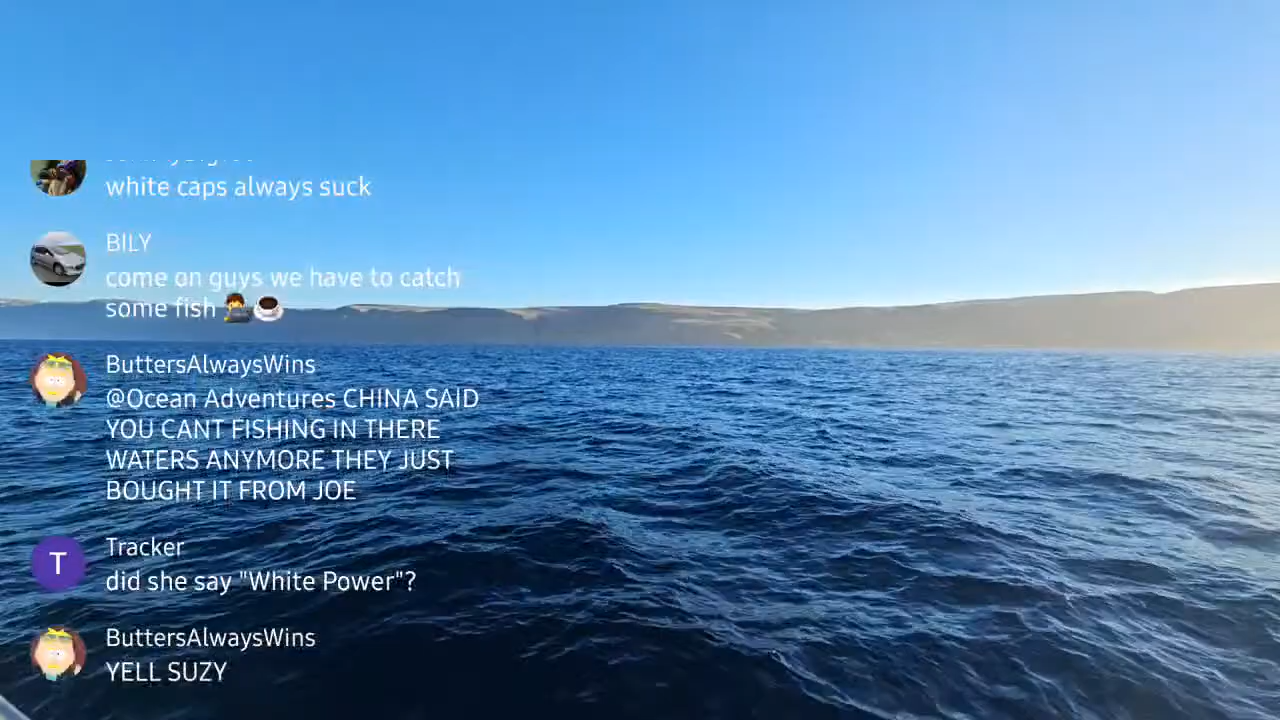 white caps always suck
BILY
come on guys we have to catch
some fish 🧑‍💻☕
ButtersAlwaysWins
@Ocean Adventures CHINA SAID
YOU CANT FISHING IN THERE
WATERS ANYMORE THEY JUST
BOUGHT IT FROM JOE
T
Tracker
did she say "White Power"?
ButtersAlwaysWins
YELL SUZY